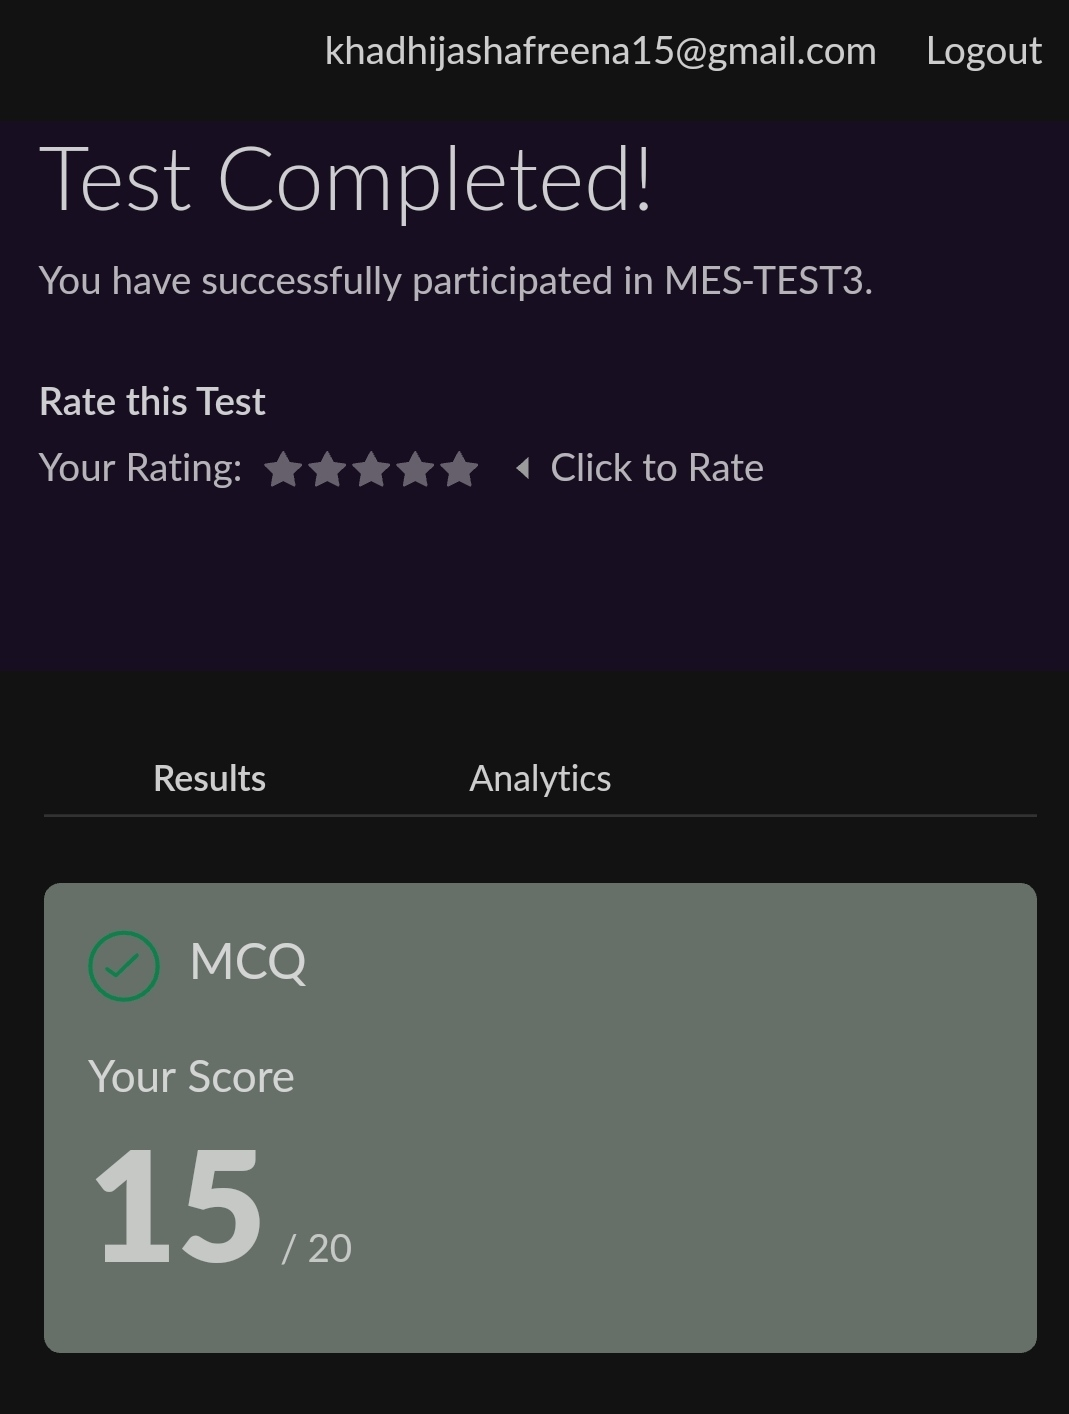 khadhijashafreena15@gmail.com Logout
Test Completed!
You have successfully participated in MES-TEST3.
Rate this Test
Your Rating: Click to Rate
Results Analytics
MCQ
Your Score
15 / 20